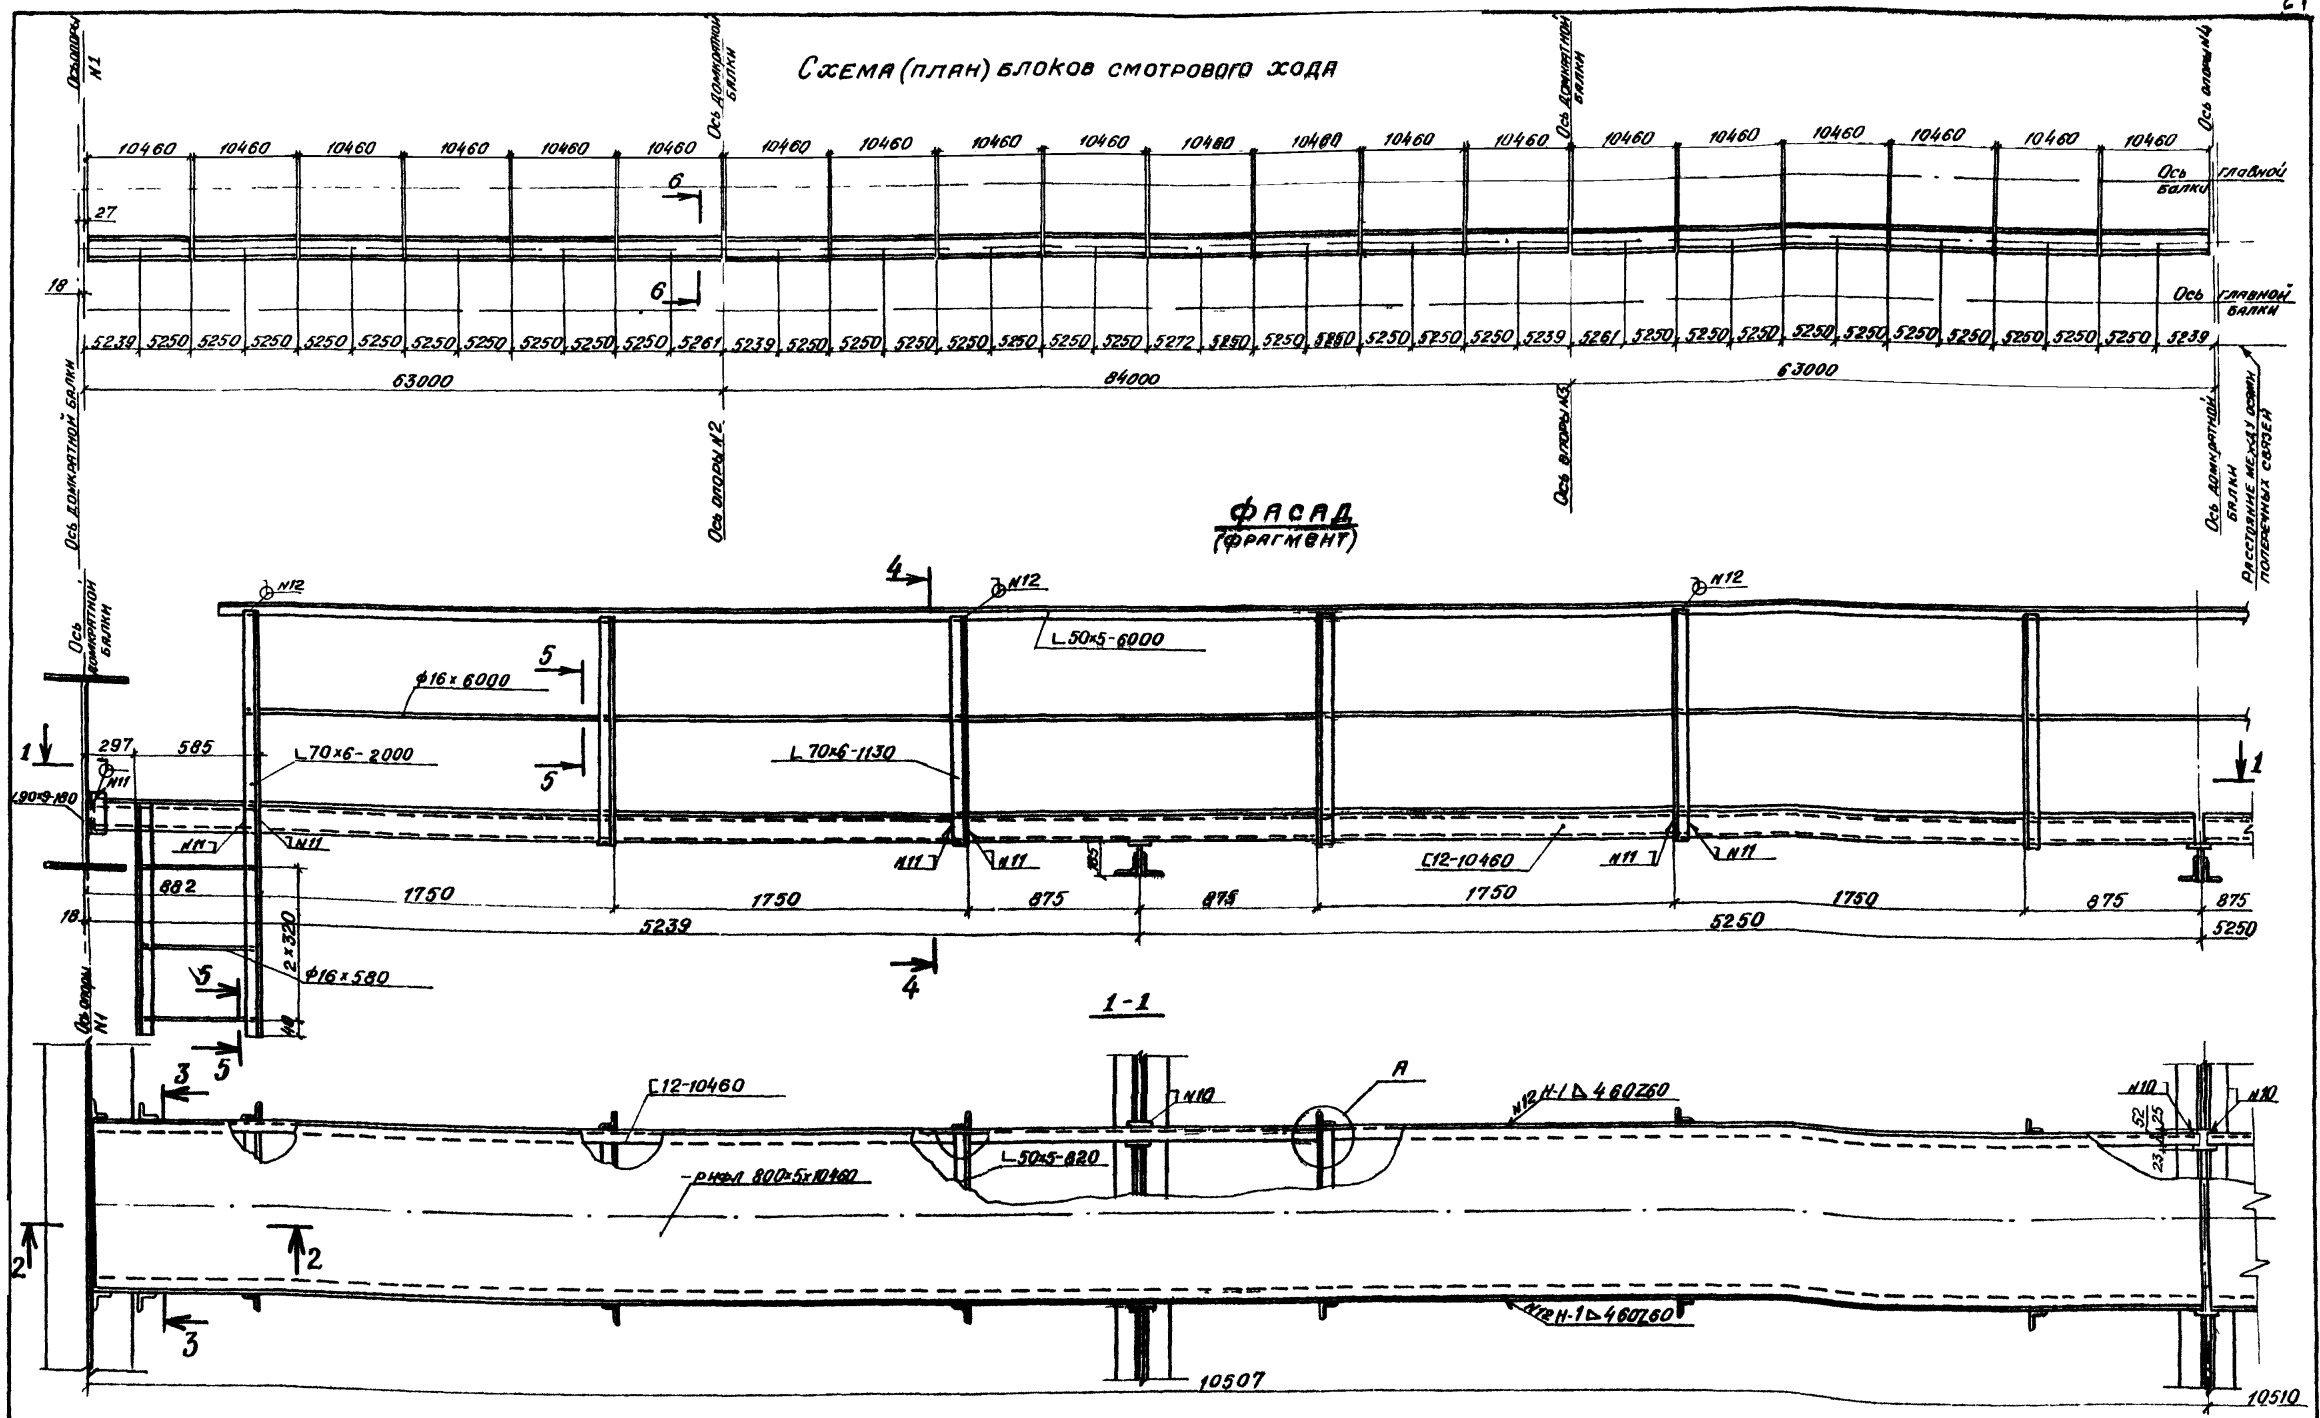 Схема (план) блоков смотрового хода
Ось опоры
N1
Ось домкратной
балки
Ось домкратной
балки
Ось опоры N4
10460 10460 10460 10460 10460 10460 10460 10460 10460 10460 10460 10460 10460 10460 10460 10460 10460 10460 10460 10460
Ось главной
балки
6
27
6
18
Ось главной
балки
5239 5250 5250 5250 5250 5250 5250 5250 5250 5250 5250 5261 5239 5250 5250 5250 5250 5250 5250 5250 5272 5250 5250 5250 5250 5250 5250 5239 5261 5250 5250 5250 5250 5250 5250 5250 5250 5250 5250 5239
63000 84000 63000
Ось домкратной балки
Ось опоры N2
Ось опоры N3
Ось домкратной
балки
Расстояние между осями
поперечных связей
Фасад
(фрагмент)
Ось
домкратной
балки
N12
4
N12
N12
L50×5-6000
5
ф16×6000
1
297
585
L70×6-2000
5
L70×6-1130
1
N11
L90×9-180
N11
N11
N11
N11
185
[12-10460
N11
N11
882
1750 1750 875 875 1750 1750 875 875
18
5239 5250 5250
2×320
ф16×580
5
4
40
Ось опоры
N1
5
1-1
3
[12-10460
N10
А
N12 Н-1 460Z60
N10
N10
52
25
23
L50×5-820
-рифл 800×5×10460
2
2
3
N12 Н-1 460Z60
10507
10510